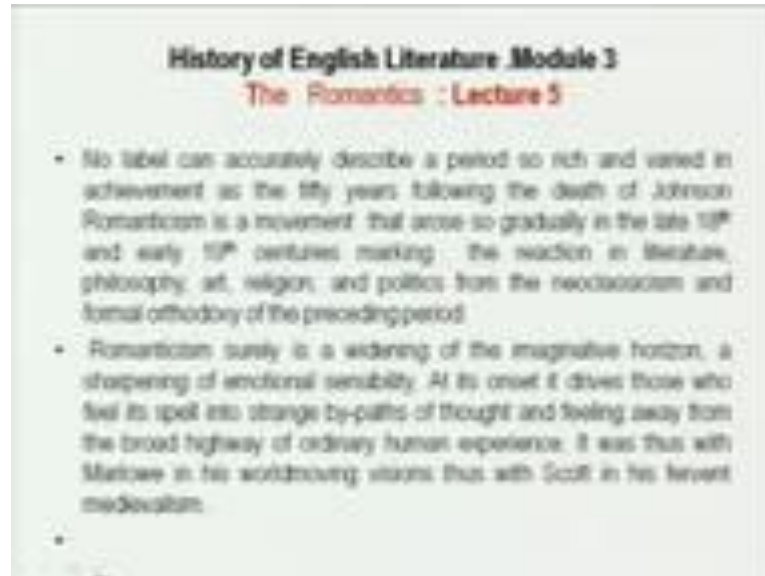 History of English Literature .Module 3
The Romantics : Lecture 5
• No label can accurately describe a period so rich and varied in
achievement as the fifty years following the death of Johnson
Romanticism is a movement that arose so gradually in the late 18th
and early 19th centuries marking the reaction in literature,
philosophy, art, religion, and politics from the neoclassicism and
formal orthodoxy of the preceding period
• Romanticism surely is a widening of the imaginative horizon, a
sharpening of emotional sensibility. At its onset it drives those who
feel its spell into strange by-paths of thought and feeling away from
the broad highway of ordinary human experience. It was thus with
Marlowe in his worldmoving visions thus with Scott in his fervent
medievalism.
•